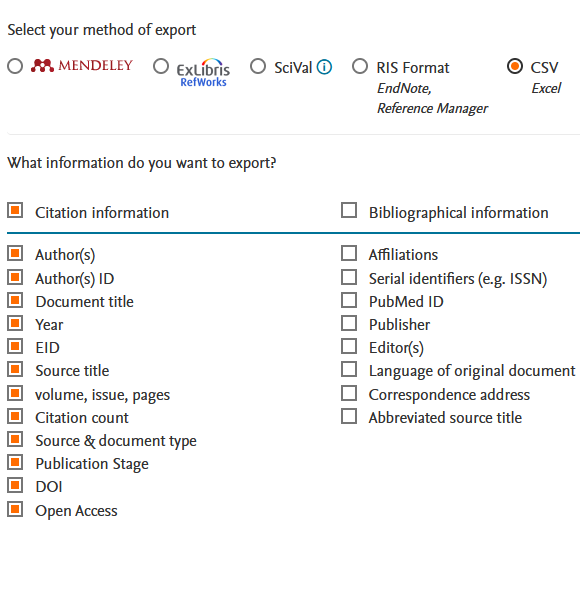 Select your method of export
MENDELEY
ExLibris
RefWorks
SciVal
RIS Format
EndNote,
Reference Manager
CSV
Excel
What information do you want to export?
Citation information
Author(s)
Author(s) ID
Document title
Year
EID
Source title
volume, issue, pages
Citation count
Source & document type
Publication Stage
DOI
Open Access
Bibliographical information
Affiliations
Serial identifiers (e.g. ISSN)
PubMed ID
Publisher
Editor(s)
Language of original document
Correspondence address
Abbreviated source title